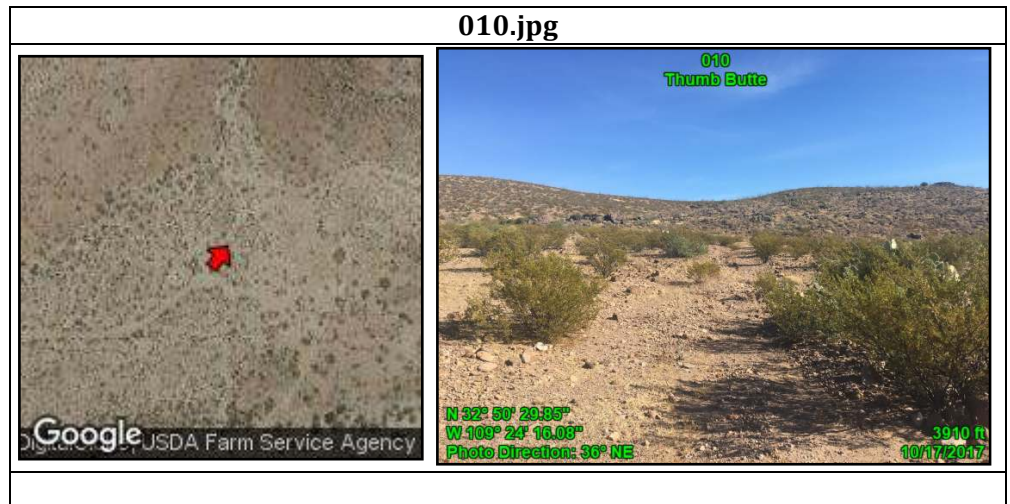 010.jpg
010
Thumb Butte
N 32° 50' 29.85"
W 109° 24' 16.08"
Photo Direction: 36° NE
3910 ft
10/17/2017
Google
USDA Farm Service Agency